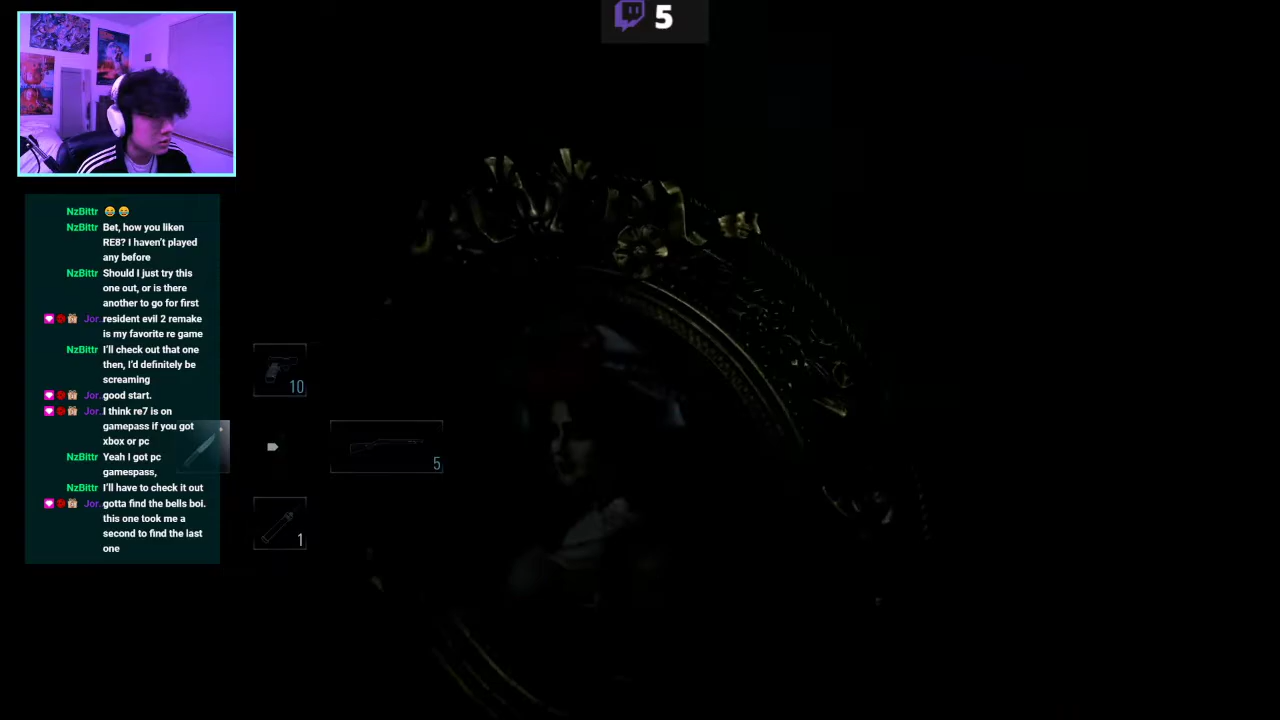 5
NzBittr 😂 😂
NzBittr Bet, how you liken
RE8? I haven't played
any before
NzBittr Should I just try this
one out, or is there
another to go for first
Jor.. resident evil 2 remake
is my favorite re game
NzBittr I'll check out that one
then, I'd definitely be
screaming
Jor.. good start.
Jor.. I think re7 is on
gamepass if you got
xbox or pc
NzBittr Yeah I got pc
gamespass,
NzBittr I'll have to check it out
Jor.. gotta find the bells boi.
this one took me a
second to find the last
one
10
5
1